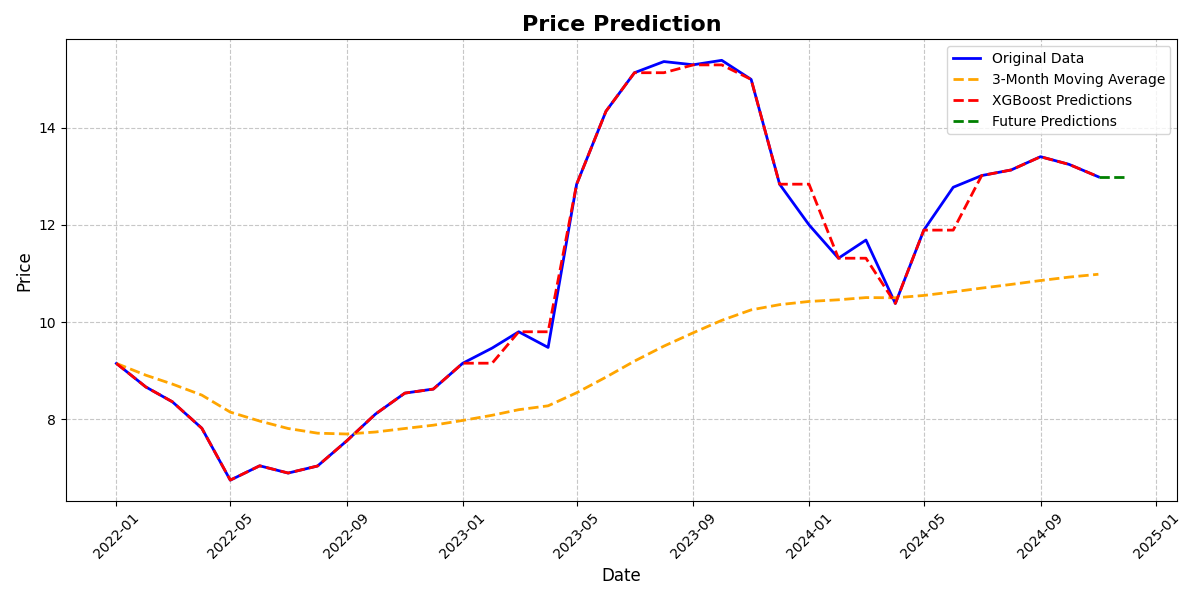 Price Prediction
Original Data
3-Month Moving Average
XGBoost Predictions
Future Predictions
Price
14
12
10
8
2022-01
2022-05
2022-09
2023-01
2023-05
2023-09
2024-01
2024-05
2024-09
2025-01
Date